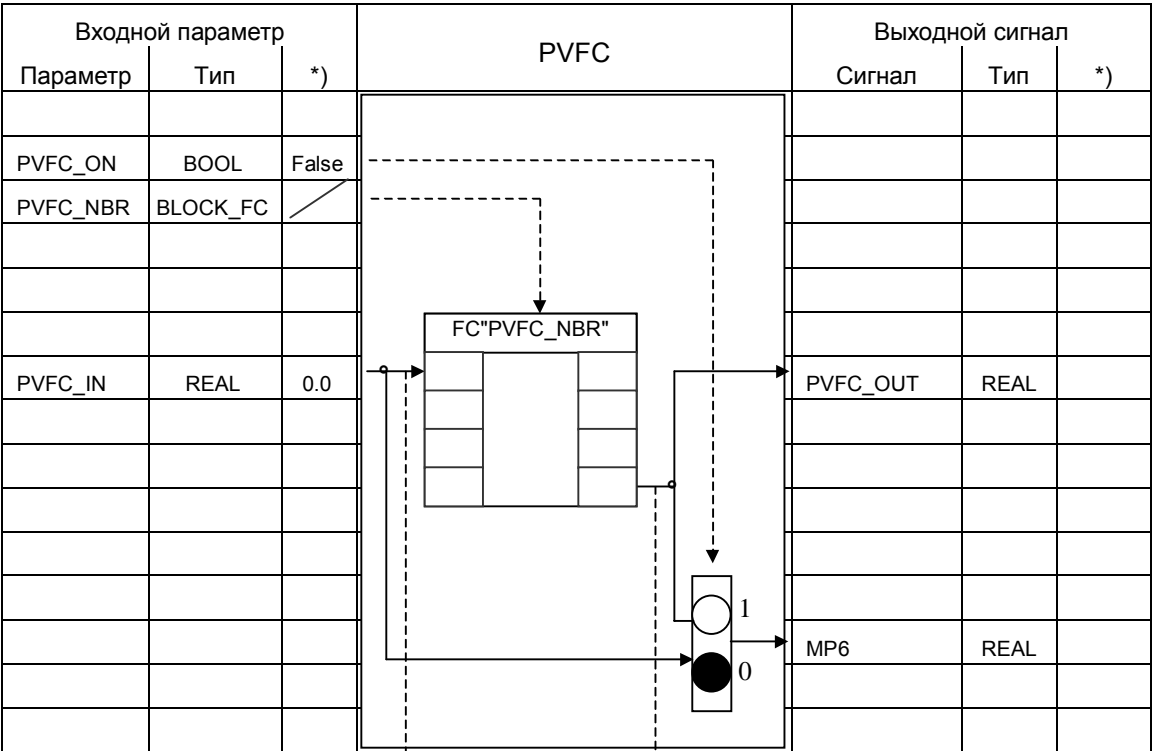 Входной параметр PVFC Выходной сигнал
Параметр Тип *) Сигнал Тип *)
PVFC_ON BOOL False
PVFC_NBR BLOCK_FC
FC"PVFC_NBR"
PVFC_IN REAL 0.0 PVFC_OUT REAL
1
MP6 REAL
0